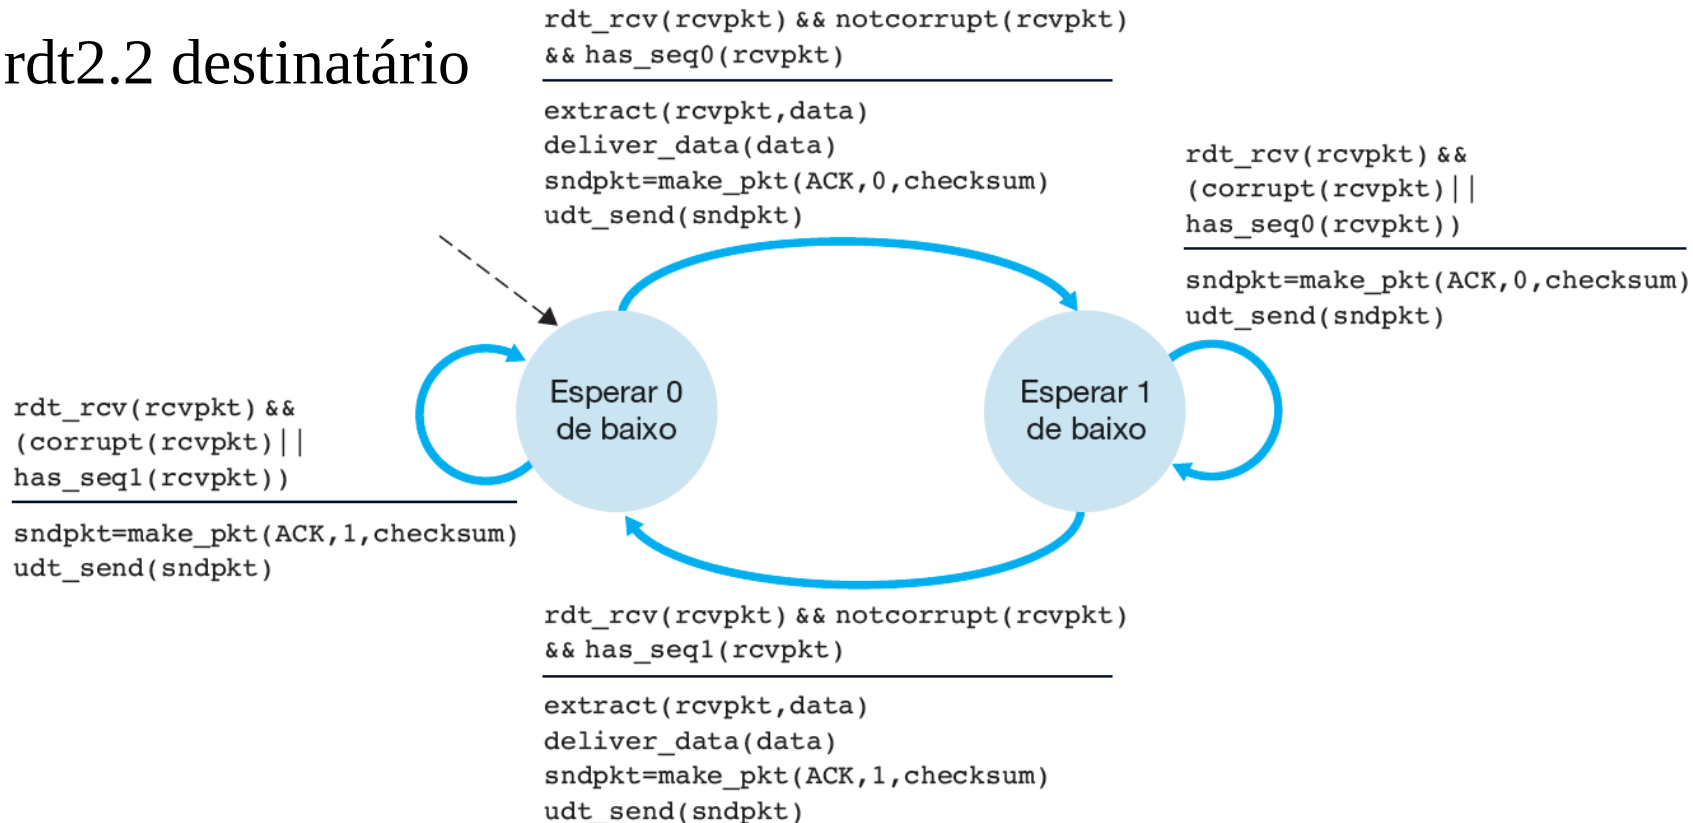 rdt2.2 destinatário
rdt_rcv(rcvpkt) && notcorrupt(rcvpkt)
&& has_seq0(rcvpkt)
extract(rcvpkt,data)
deliver_data(data)
sndpkt=make_pkt(ACK,0,checksum)
udt_send(sndpkt)
rdt_rcv(rcvpkt) &&
(corrupt(rcvpkt)||
has_seq0(rcvpkt))
sndpkt=make_pkt(ACK,0,checksum)
udt_send(sndpkt)
Esperar 0
de baixo
Esperar 1
de baixo
rdt_rcv(rcvpkt) &&
(corrupt(rcvpkt)||
has_seq1(rcvpkt))
sndpkt=make_pkt(ACK,1,checksum)
udt_send(sndpkt)
rdt_rcv(rcvpkt) && notcorrupt(rcvpkt)
&& has_seq1(rcvpkt)
extract(rcvpkt,data)
deliver_data(data)
sndpkt=make_pkt(ACK,1,checksum)
udt_send(sndpkt)